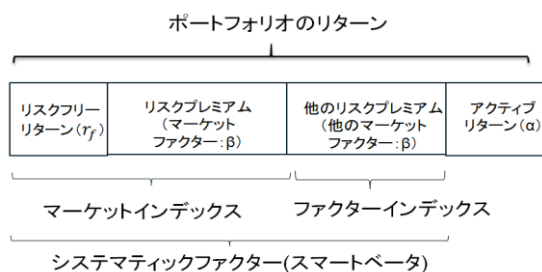 ポートフォリオのリターン
リスクフリー
リターン(r_f)
リスクプレミアム
(マーケット
ファクター:β)
他のリスクプレミアム
(他のマーケット
ファクター:β)
アクティブ
リターン(α)
マーケットインデックス
ファクターインデックス
システマティックファクター(スマートベータ)